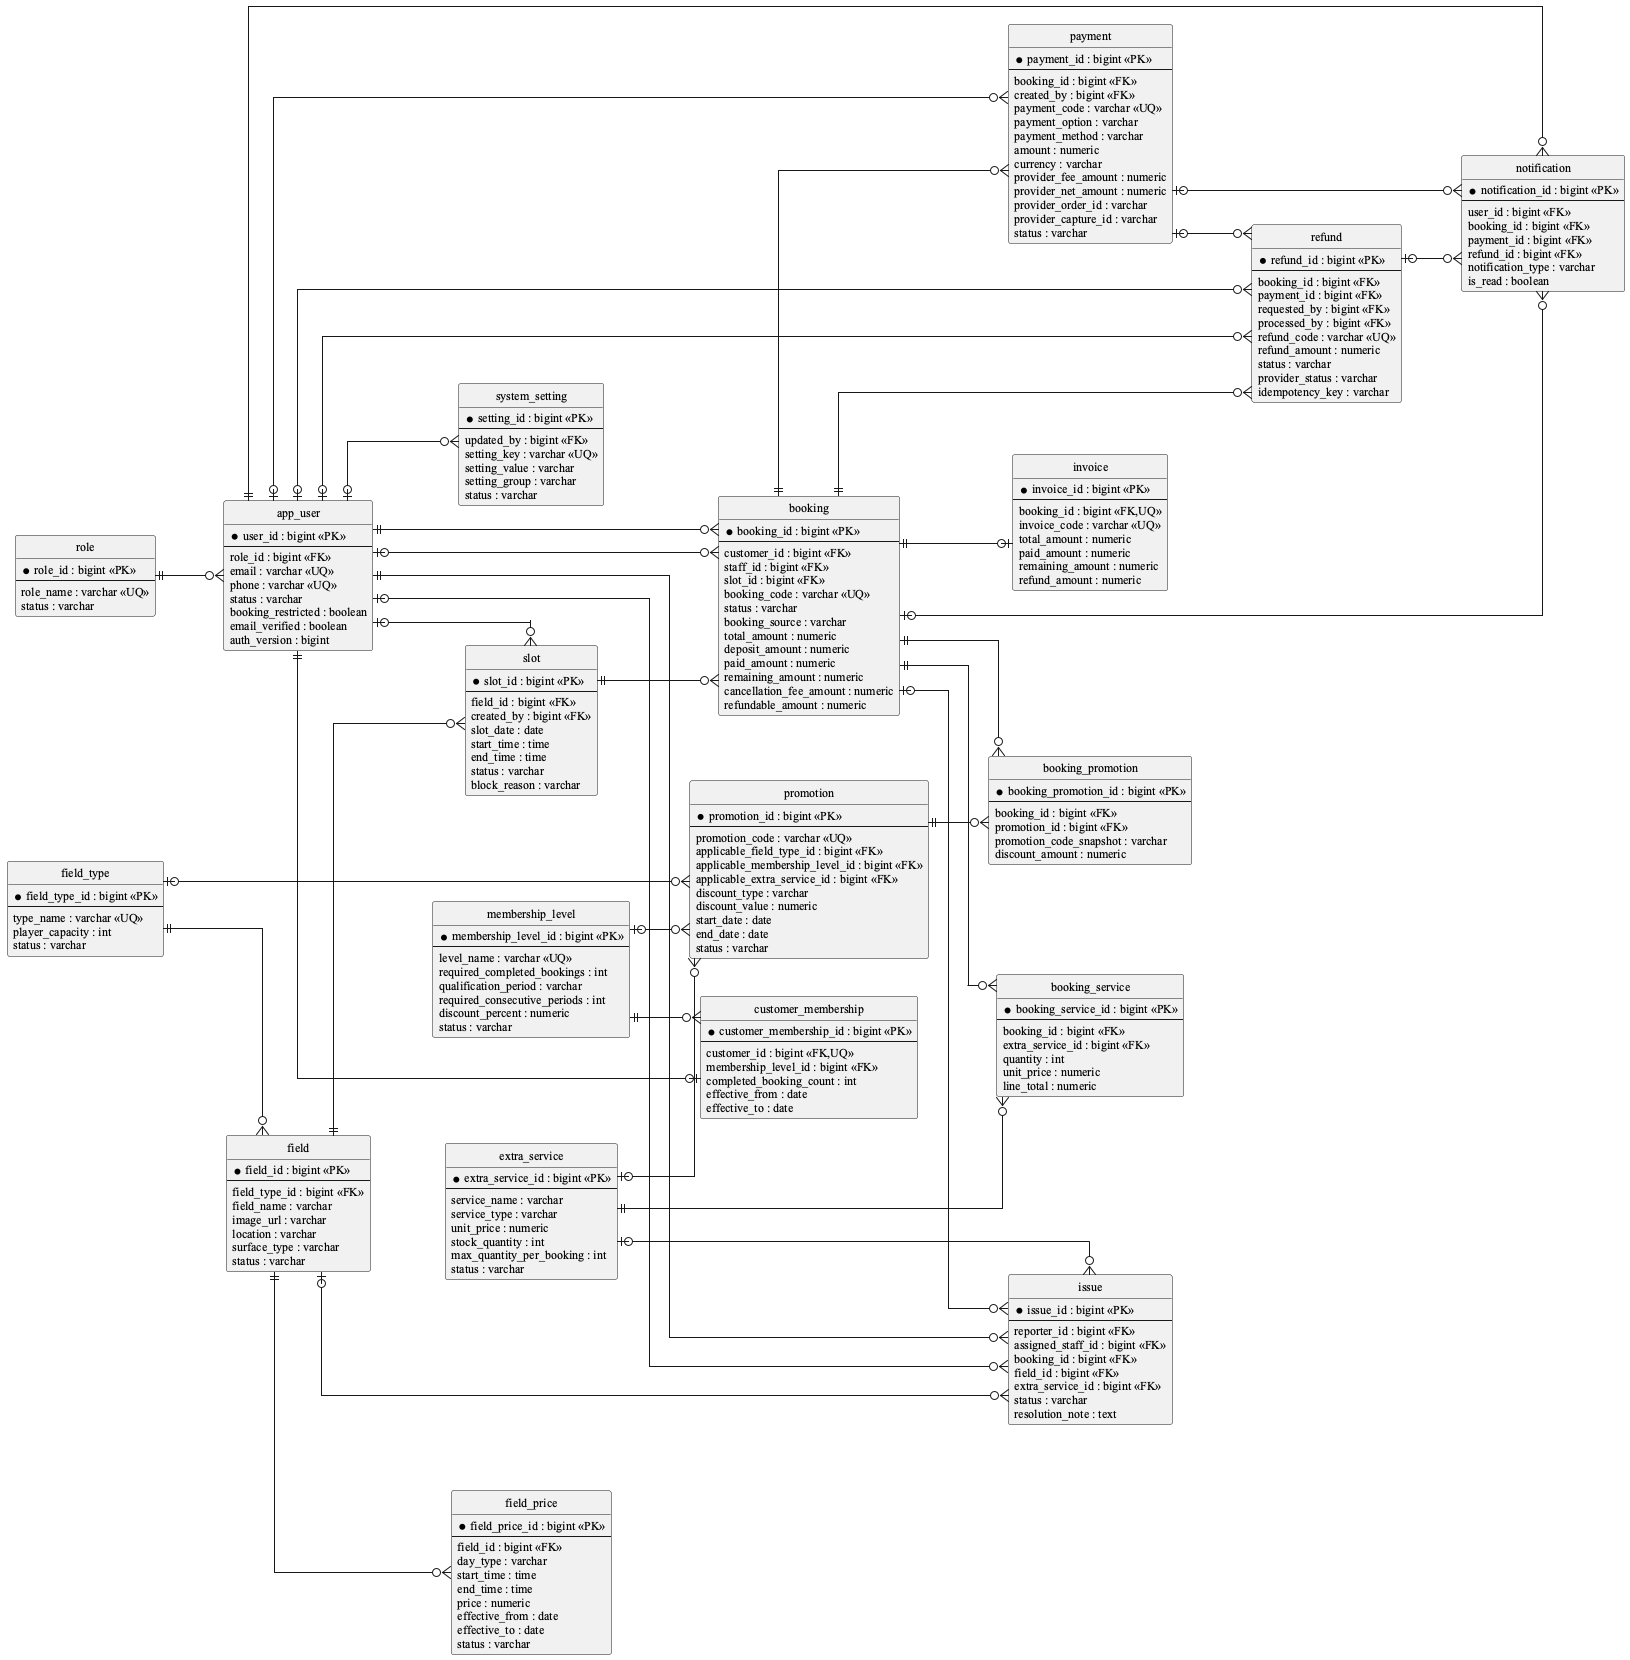 payment
payment_id : bigint «PK»
booking_id : bigint «FK»
created_by : bigint «FK»
payment_code : varchar «UQ»
payment_option : varchar
payment_method : varchar
amount : numeric
currency : varchar
provider_fee_amount : numeric
provider_net_amount : numeric
provider_order_id : varchar
provider_capture_id : varchar
status : varchar
notification
notification_id : bigint «PK»
user_id : bigint «FK»
booking_id : bigint «FK»
payment_id : bigint «FK»
refund_id : bigint «FK»
notification_type : varchar
is_read : boolean
refund
refund_id : bigint «PK»
booking_id : bigint «FK»
payment_id : bigint «FK»
requested_by : bigint «FK»
processed_by : bigint «FK»
refund_code : varchar «UQ»
refund_amount : numeric
status : varchar
provider_status : varchar
idempotency_key : varchar
system_setting
setting_id : bigint «PK»
updated_by : bigint «FK»
setting_key : varchar «UQ»
setting_value : varchar
setting_group : varchar
status : varchar
invoice
invoice_id : bigint «PK»
booking_id : bigint «FK,UQ»
invoice_code : varchar «UQ»
total_amount : numeric
paid_amount : numeric
remaining_amount : numeric
refund_amount : numeric
app_user
user_id : bigint «PK»
role_id : bigint «FK»
email : varchar «UQ»
phone : varchar «UQ»
status : varchar
booking_restricted : boolean
email_verified : boolean
auth_version : bigint
booking
booking_id : bigint «PK»
customer_id : bigint «FK»
staff_id : bigint «FK»
slot_id : bigint «FK»
booking_code : varchar «UQ»
status : varchar
booking_source : varchar
total_amount : numeric
deposit_amount : numeric
paid_amount : numeric
remaining_amount : numeric
cancellation_fee_amount : numeric
refundable_amount : numeric
role
role_id : bigint «PK»
role_name : varchar «UQ»
status : varchar
slot
slot_id : bigint «PK»
field_id : bigint «FK»
created_by : bigint «FK»
slot_date : date
start_time : time
end_time : time
status : varchar
block_reason : varchar
booking_promotion
booking_promotion_id : bigint «PK»
booking_id : bigint «FK»
promotion_id : bigint «FK»
promotion_code_snapshot : varchar
discount_amount : numeric
promotion
promotion_id : bigint «PK»
promotion_code : varchar «UQ»
applicable_field_type_id : bigint «FK»
applicable_membership_level_id : bigint «FK»
applicable_extra_service_id : bigint «FK»
discount_type : varchar
discount_value : numeric
start_date : date
end_date : date
status : varchar
field_type
field_type_id : bigint «PK»
type_name : varchar «UQ»
player_capacity : int
status : varchar
membership_level
membership_level_id : bigint «PK»
level_name : varchar «UQ»
required_completed_bookings : int
qualification_period : varchar
required_consecutive_periods : int
discount_percent : numeric
status : varchar
booking_service
booking_service_id : bigint «PK»
booking_id : bigint «FK»
extra_service_id : bigint «FK»
quantity : int
unit_price : numeric
line_total : numeric
customer_membership
customer_membership_id : bigint «PK»
customer_id : bigint «FK,UQ»
membership_level_id : bigint «FK»
completed_booking_count : int
effective_from : date
effective_to : date
field
field_id : bigint «PK»
field_type_id : bigint «FK»
field_name : varchar
image_url : varchar
location : varchar
surface_type : varchar
status : varchar
extra_service
extra_service_id : bigint «PK»
service_name : varchar
service_type : varchar
unit_price : numeric
stock_quantity : int
max_quantity_per_booking : int
status : varchar
issue
issue_id : bigint «PK»
reporter_id : bigint «FK»
assigned_staff_id : bigint «FK»
booking_id : bigint «FK»
field_id : bigint «FK»
extra_service_id : bigint «FK»
status : varchar
resolution_note : text
field_price
field_price_id : bigint «PK»
field_id : bigint «FK»
day_type : varchar
start_time : time
end_time : time
price : numeric
effective_from : date
effective_to : date
status : varchar